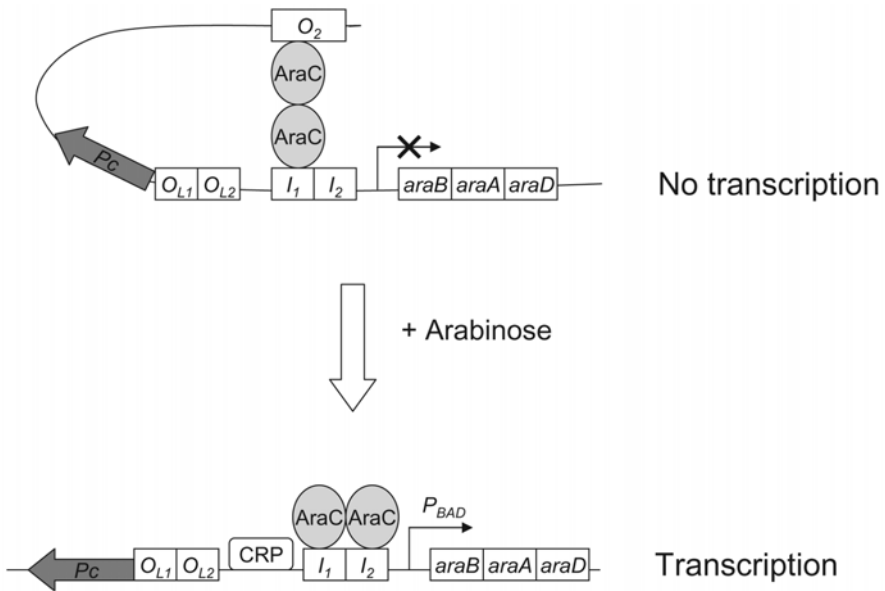 O2
AraC
AraC
Pc
OL1 OL2 I1 I2 araB araA araD
No transcription
+ Arabinose
AraC AraC
PBAD
CRP
Pc OL1 OL2 I1 I2 araB araA araD
Transcription